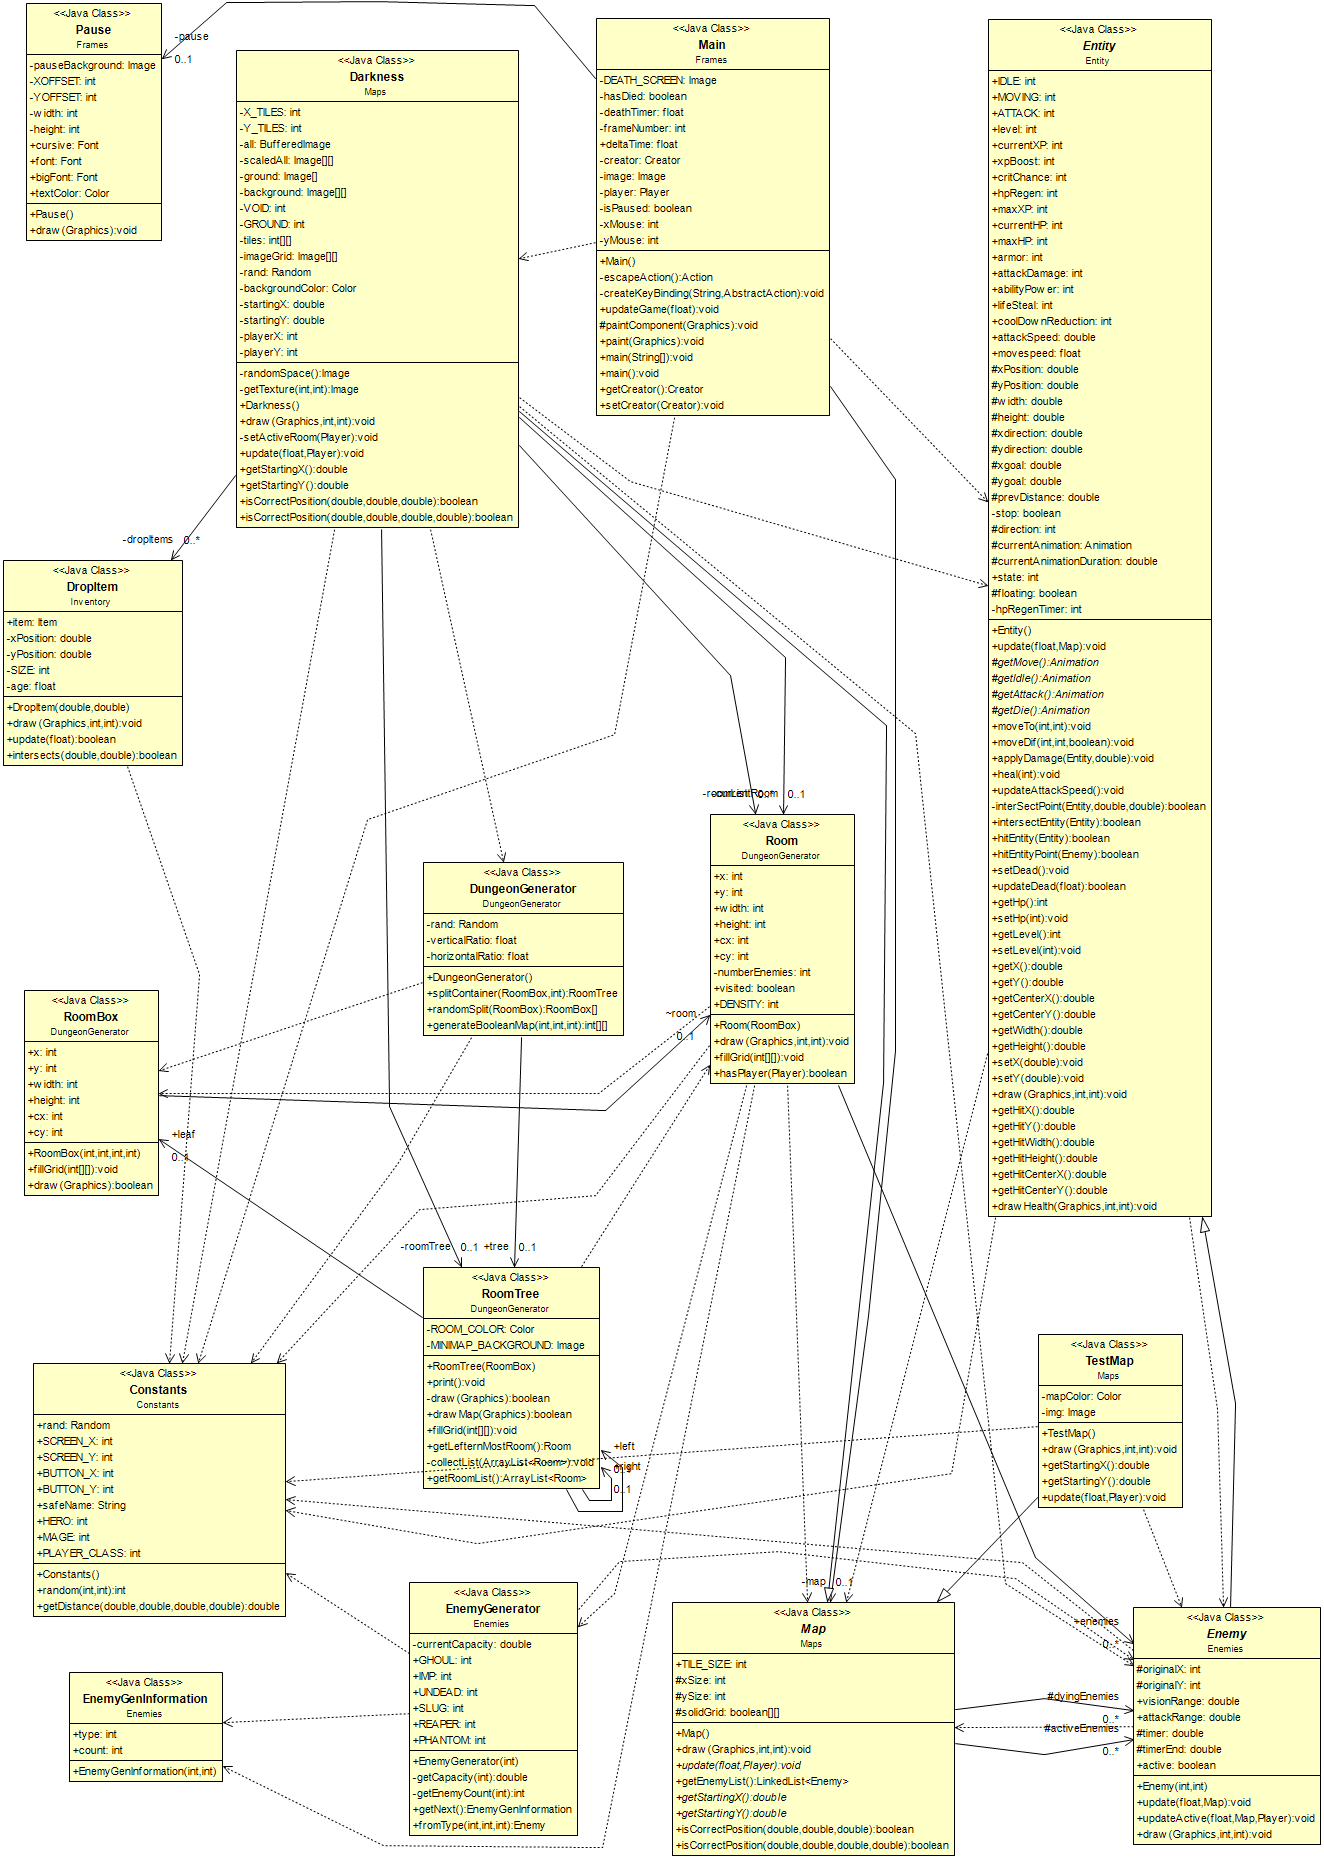 <<Java Class>>
Pause
Frames
-pauseBackground: Image
-XOFFSET: int
-YOFFSET: int
-width: int
-height: int
+cursive: Font
+font: Font
+bigFont: Font
+textColor: Color
+Pause()
+draw(Graphics):void
-pause
0..1
<<Java Class>>
Darkness
Maps
-X_TILES: int
-Y_TILES: int
-all: BufferedImage
-scaledAll: Image[][]
-ground: Image[]
-background: Image[][]
-VOID: int
-GROUND: int
-tiles: int[][]
-imageGrid: Image[][]
-rand: Random
-backgroundColor: Color
-startingX: double
-startingY: double
-playerX: int
-playerY: int
-randomSpace():Image
-getTexture(int,int):Image
+Darkness()
+draw(Graphics,int,int):void
-setActiveRoom(Player):void
+update(float,Player):void
+getStartingX():double
+getStartingY():double
+isCorrectPosition(double,double,double):boolean
+isCorrectPosition(double,double,double,double):boolean
<<Java Class>>
Main
Frames
-DEATH_SCREEN: Image
-hasDied: boolean
-deathTimer: float
-frameNumber: int
+deltaTime: float
-creator: Creator
-image: Image
-player: Player
-isPaused: boolean
-xMouse: int
-yMouse: int
+Main()
-escapeAction():Action
-createKeyBinding(String,AbstractAction):void
+updateGame(float):void
#paintComponent(Graphics):void
+paint(Graphics):void
+main(String[]):void
+main():void
+getCreator():Creator
+setCreator(Creator):void
<<Java Class>>
Entity
Entity
+IDLE: int
+MOVING: int
+ATTACK: int
+level: int
+currentXP: int
+xpBoost: int
+critChance: int
+hpRegen: int
+maxXP: int
+currentHP: int
+maxHP: int
+armor: int
+attackDamage: int
+abilityPower: int
+lifeSteal: int
+coolDownReduction: int
+attackSpeed: double
+movespeed: float
#xPosition: double
#yPosition: double
#width: double
#height: double
#xdirection: double
#ydirection: double
#xgoal: double
#ygoal: double
#prevDistance: double
-stop: boolean
#direction: int
#currentAnimation: Animation
#currentAnimationDuration: double
+state: int
#floating: boolean
-hpRegenTimer: int
+Entity()
+update(float,Map):void
#getMove():Animation
#getIdle():Animation
#getAttack():Animation
#getDie():Animation
+moveTo(int,int):void
+moveDif(int,int,boolean):void
+applyDamage(Entity,double):void
+heal(int):void
+updateAttackSpeed():void
-interSectPoint(Entity,double,double):boolean
+intersectEntity(Entity):boolean
+hitEntity(Entity):boolean
+hitEntityPoint(Enemy):boolean
+setDead():void
+updateDead(float):boolean
+getHp():int
+setHp(int):void
+getLevel():int
+setLevel(int):void
+getX():double
+getY():double
+getCenterX():double
+getCenterY():double
+getWidth():double
+getHeight():double
+setX(double):void
+setY(double):void
+draw(Graphics,int,int):void
+getHitX():double
+getHitY():double
+getHitWidth():double
+getHitHeight():double
+getHitCenterX():double
+getHitCenterY():double
+drawHealth(Graphics,int,int):void
-dropItems 0..*
<<Java Class>>
DropItem
Inventory
+item: Item
-xPosition: double
-yPosition: double
-SIZE: int
-age: float
+DropItem(double,double)
+draw(Graphics,int,int):void
+update(float):boolean
+intersects(double,double):boolean
-currentRoom
0..1
<<Java Class>>
Room
DungeonGenerator
+x: int
+y: int
+width: int
+height: int
+cx: int
+cy: int
-numberEnemies: int
+visited: boolean
+DENSITY: int
+Room(RoomBox)
+draw(Graphics,int,int):void
+fillGrid(int[][]):void
+hasPlayer(Player):boolean
<<Java Class>>
DungeonGenerator
DungeonGenerator
-rand: Random
-verticalRatio: float
-horizontalRatio: float
+DungeonGenerator()
+splitContainer(RoomBox,int):RoomTree
+randomSplit(RoomBox):RoomBox[]
+generateBooleanMap(int,int,int):int[][]
~room
0..1
<<Java Class>>
RoomBox
DungeonGenerator
+x: int
+y: int
+width: int
+height: int
+cx: int
+cy: int
+RoomBox(int,int,int,int)
+fillGrid(int[][]):void
+draw(Graphics):boolean
+leaf
0..1
-roomTree 0..1
+tree 0..1
<<Java Class>>
RoomTree
DungeonGenerator
-ROOM_COLOR: Color
-MINIMAP_BACKGROUND: Image
+RoomTree(RoomBox)
+print():void
-draw(Graphics):boolean
+drawMap(Graphics):boolean
+fillGrid(int[][]):void
+getLefternMostRoom():Room
-collectList(ArrayList<Room>):void
+getRoomList():ArrayList<Room>
+left
0..1
+right
0..1
<<Java Class>>
Constants
Constants
+rand: Random
+SCREEN_X: int
+SCREEN_Y: int
+BUTTON_X: int
+BUTTON_Y: int
+safeName: String
+HERO: int
+MAGE: int
+PLAYER_CLASS: int
+Constants()
+random(int,int):int
+getDistance(double,double,double,double):double
<<Java Class>>
TestMap
Maps
-mapColor: Color
-img: Image
+TestMap()
+draw(Graphics,int,int):void
+getStartingX():double
+getStartingY():double
+update(float,Player):void
<<Java Class>>
EnemyGenerator
Enemies
-currentCapacity: double
+GHOUL: int
+IMP: int
+UNDEAD: int
+SLUG: int
+REAPER: int
+PHANTOM: int
+EnemyGenerator(int)
-getCapacity(int):double
-getEnemyCount(int):int
+getNext():EnemyGenInformation
+fromType(int,int,int):Enemy
<<Java Class>>
EnemyGenInformation
Enemies
+type: int
+count: int
+EnemyGenInformation(int,int)
-map 0..1
<<Java Class>>
Map
Maps
+TILE_SIZE: int
#xSize: int
#ySize: int
#solidGrid: boolean[][]
+Map()
+draw(Graphics,int,int):void
+update(float,Player):void
+getEnemyList():LinkedList<Enemy>
+getStartingX():double
+getStartingY():double
+isCorrectPosition(double,double,double):boolean
+isCorrectPosition(double,double,double,double):boolean
+enemies
0..*
#dyingEnemies
0..*
#activeEnemies
0..*
<<Java Class>>
Enemy
Enemies
#originalX: int
#originalY: int
+visionRange: double
+attackRange: double
#timer: double
#timerEnd: double
+active: boolean
+Enemy(int,int)
+update(float,Map):void
+updateActive(float,Map,Player):void
+draw(Graphics,int,int):void